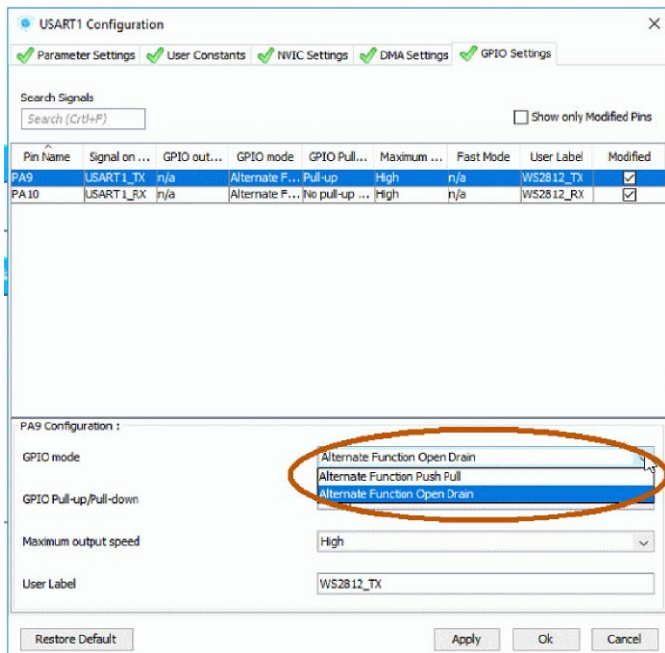 USART1 Configuration
Parameter Settings User Constants NVIC Settings DMA Settings GPIO Settings
Search Signals
Search (Crtl+F)
Show only Modified Pins
Pin Name Signal on ... GPIO out... GPIO mode GPIO Pull... Maximum ... Fast Mode User Label Modified
PA9 USART1_TX n/a Alternate F... Pull-up High n/a WS2812_TX
PA10 USART1_RX n/a Alternate F... No pull-up ... High n/a WS2812_RX
PA9 Configuration :
GPIO mode Alternate Function Open Drain
Alternate Function Push Pull
Alternate Function Open Drain
GPIO Pull-up/Pull-down
Maximum output speed High
User Label WS2812_TX
Restore Default Apply Ok Cancel